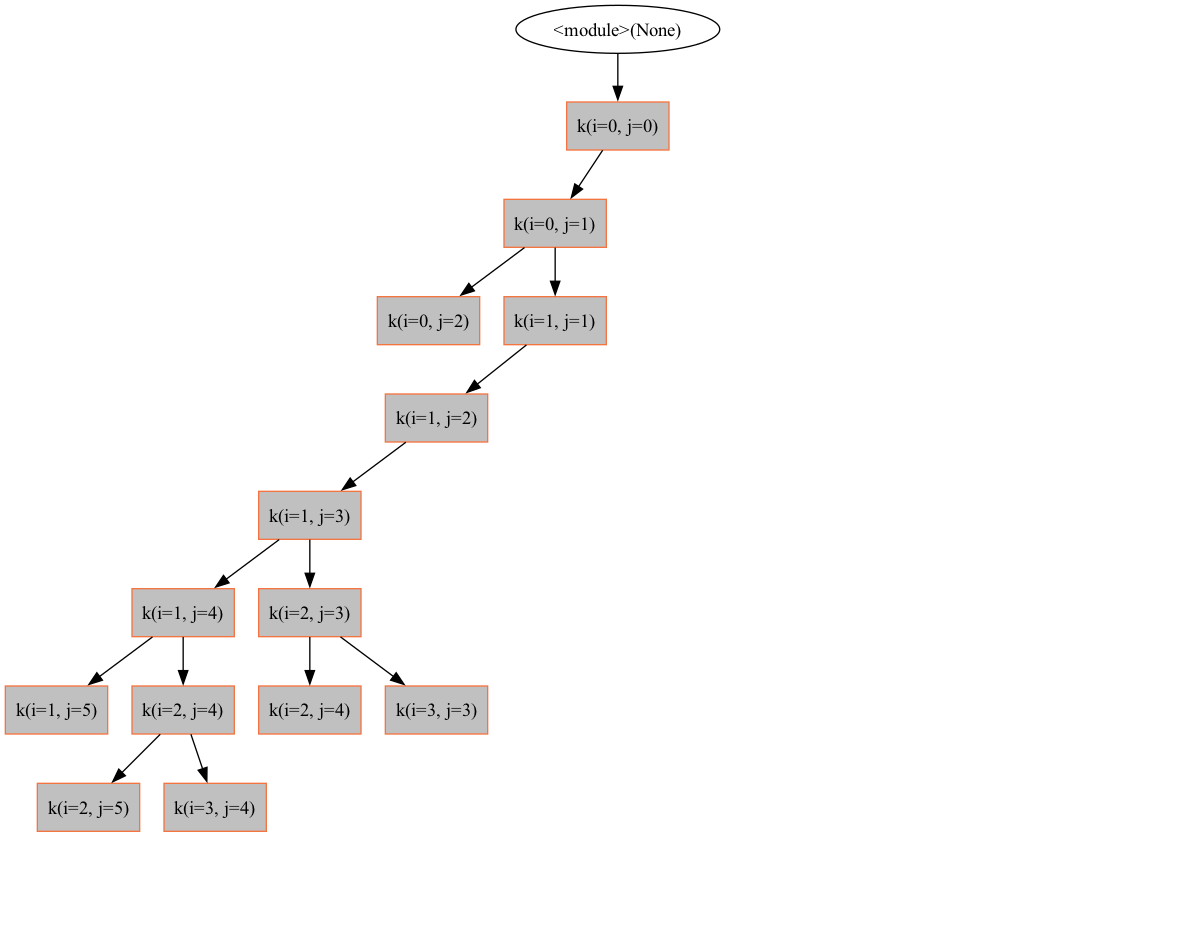 <module>(None)
k(i=0, j=0)
k(i=0, j=1)
k(i=0, j=2)
k(i=1, j=1)
k(i=1, j=2)
k(i=1, j=3)
k(i=1, j=4)
k(i=2, j=3)
k(i=1, j=5)
k(i=2, j=4)
k(i=2, j=4)
k(i=3, j=3)
k(i=2, j=5)
k(i=3, j=4)